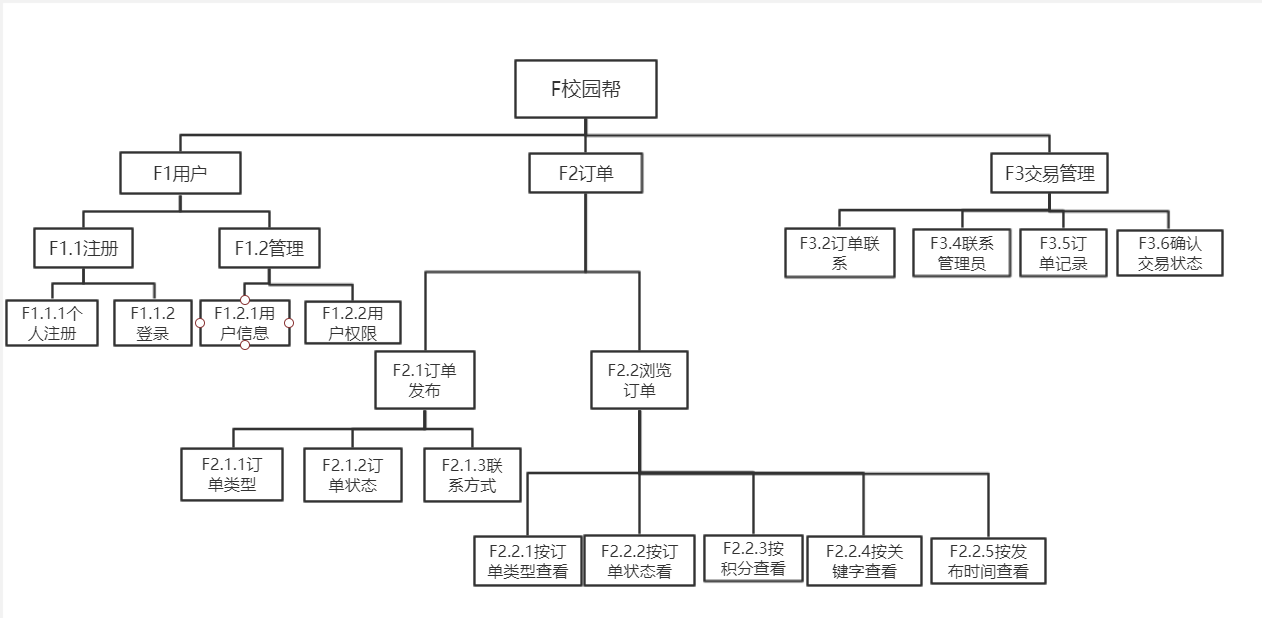 F校园帮
F1用户
F2订单
F3交易管理
F1.1注册
F1.2管理
F3.2订单联
系
F3.4联系
管理员
F3.5订
单记录
F3.6确认
交易状态
F1.1.1个
人注册
F1.1.2
登录
F1.2.1用
户信息
F1.2.2用
户权限
F2.1订单
发布
F2.2浏览
订单
F2.1.1订
单类型
F2.1.2订
单状态
F2.1.3联
系方式
F2.2.1按订
单类型查看
F2.2.2按订
单状态看
F2.2.3按
积分查看
F2.2.4按关
键字查看
F2.2.5按发
布时间查看